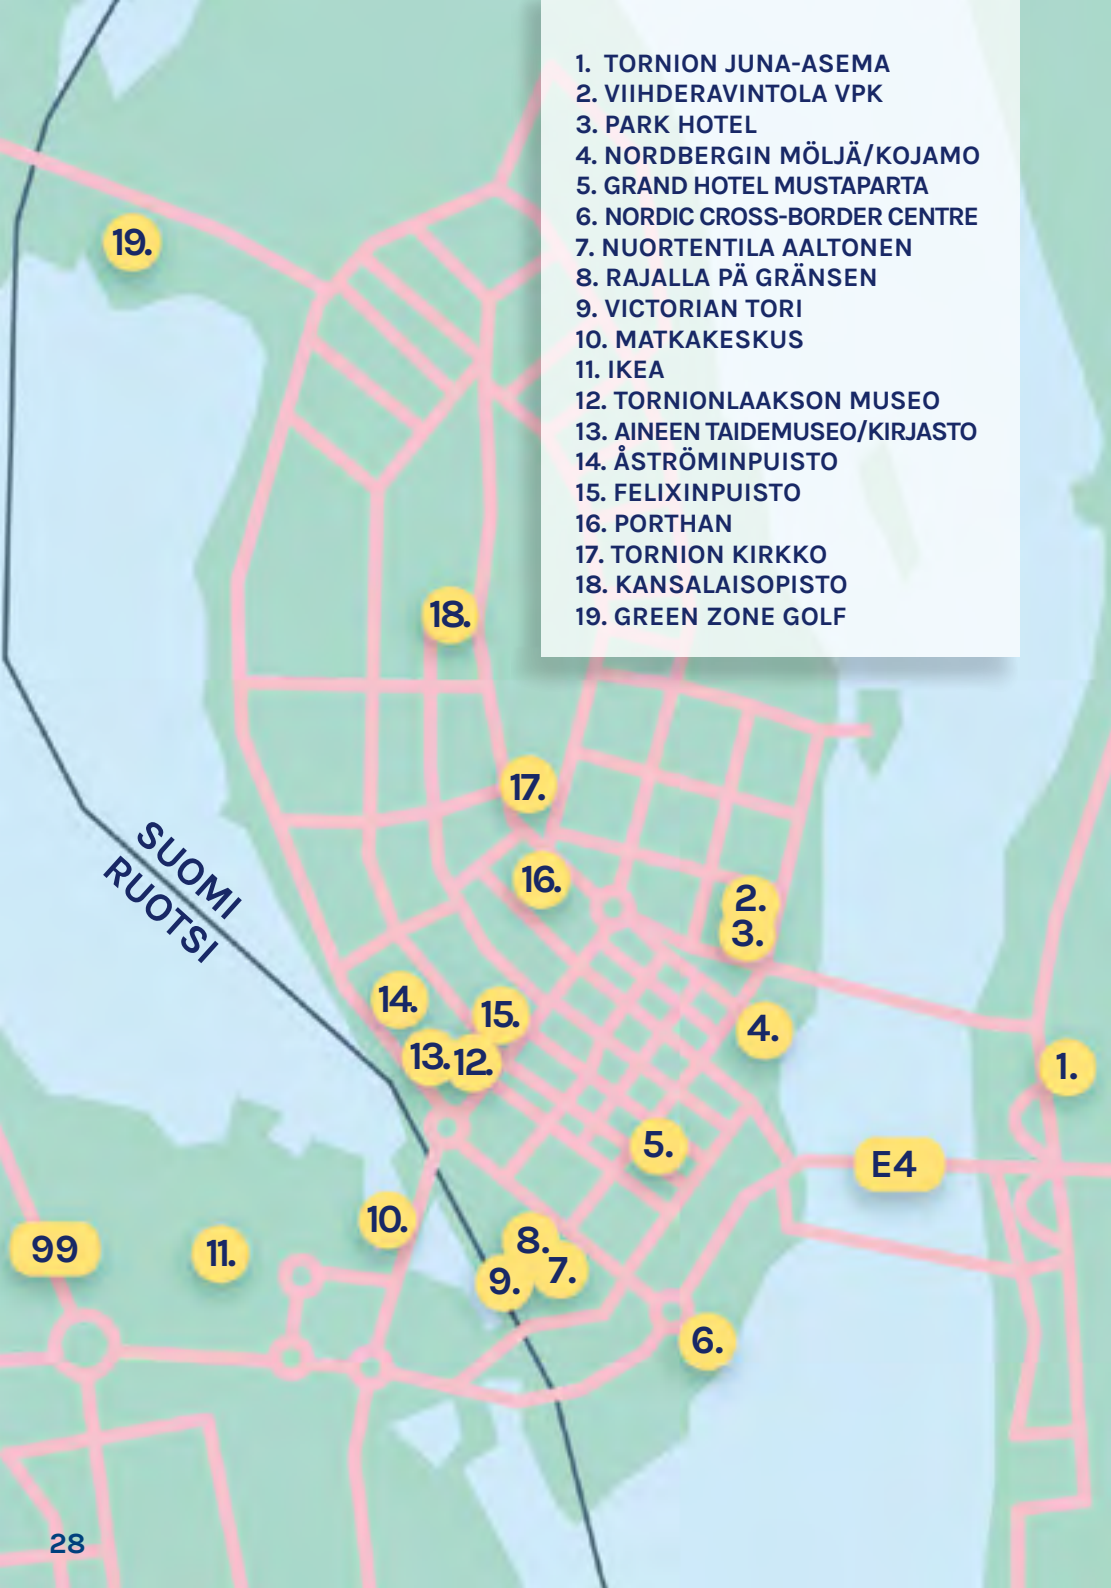 1. TORNION JUNA-ASEMA
2. VIIHDERAVINTOLA VPK
3. PARK HOTEL
4. NORDBERGIN MÖLJÄ/KOJAMO
5. GRAND HOTEL MUSTAPARTA
6. NORDIC CROSS-BORDER CENTRE
7. NUORTENTILA AALTONEN
8. RAJALLA PÄ GRÄNSEN
9. VICTORIAN TORI
10. MATKAKESKUS
11. IKEA
12. TORNIONLAAKSON MUSEO
13. AINEEN TAIDEMUSEO/KIRJASTO
14. ÅSTRÖMINPUISTO
15. FELIXINPUISTO
16. PORTHAN
17. TORNION KIRKKO
18. KANSALAISOPISTO
19. GREEN ZONE GOLF
19.
18.
17.
16.
2.
3.
SUOMI
RUOTSI
14.
15.
4.
13.
12.
1.
5.
E4
10.
99
11.
8.
7.
9.
6.
28